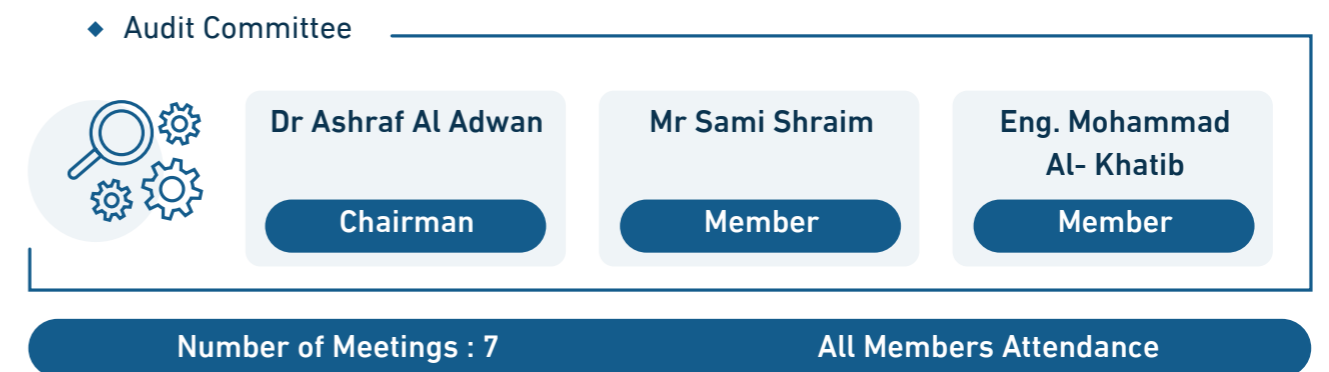 ◆ Audit Committee
Dr Ashraf Al Adwan
Chairman
Mr Sami Shraim
Member
Eng. Mohammad
Al- Khatib
Member
Number of Meetings : 7
All Members Attendance